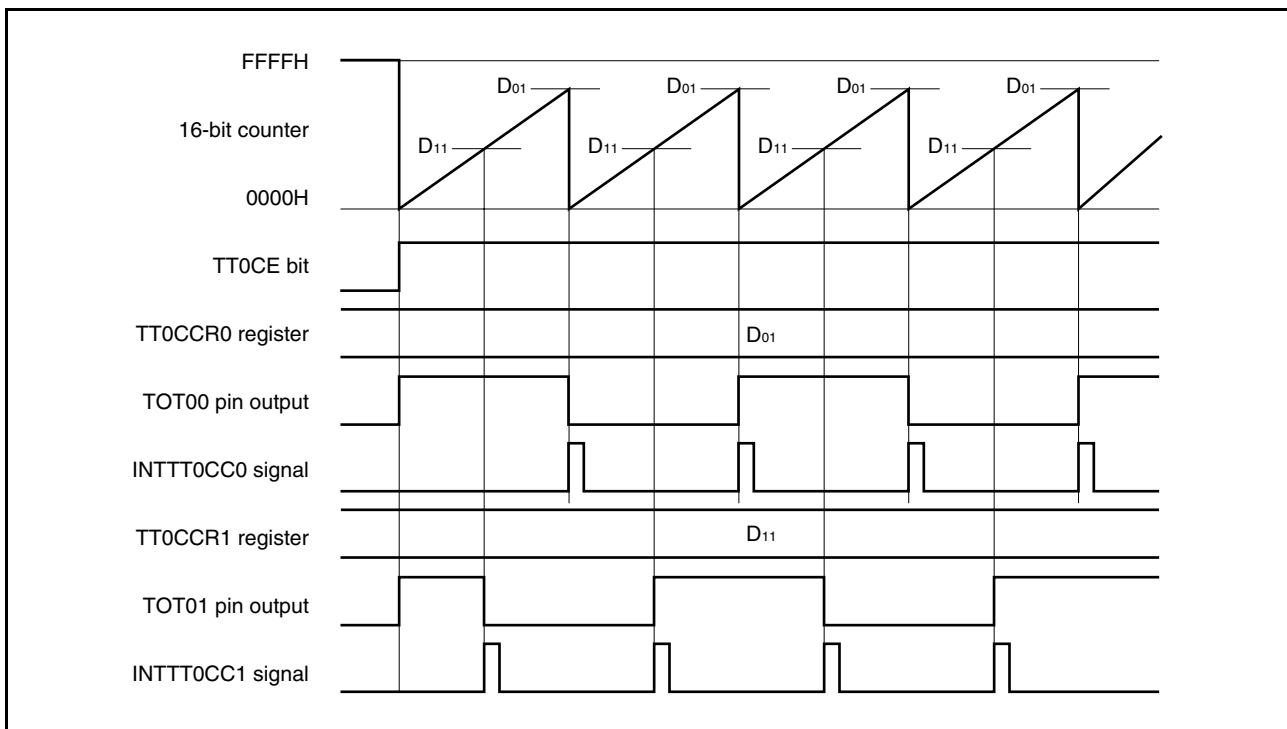 FFFFH
D01 D01 D01 D01
16-bit counter
D11 D11 D11 D11
0000H
TT0CE bit
TT0CCR0 register
D01
TOT00 pin output
INTTT0CC0 signal
TT0CCR1 register
D11
TOT01 pin output
INTTT0CC1 signal